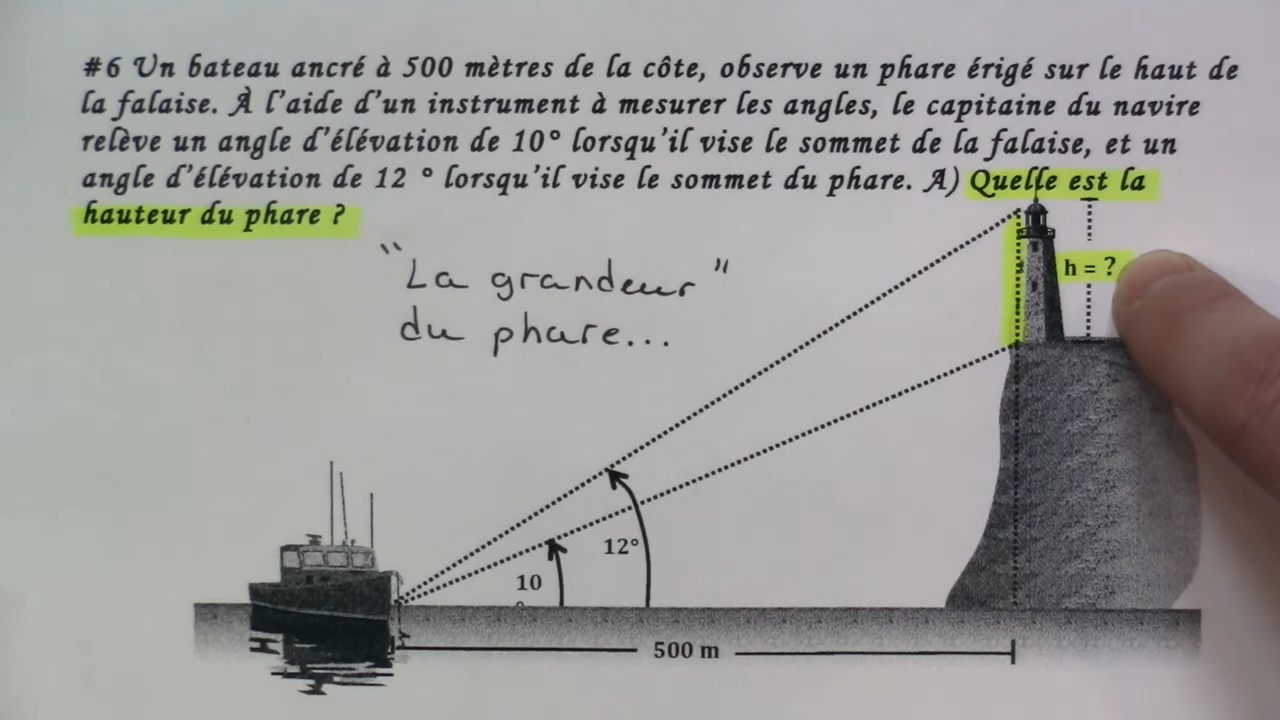 #6 Un bateau ancré à 500 mètres de la côte, observe un phare érigé sur le haut de
la falaise. À l'aide d'un instrument à mesurer les angles, le capitaine du navire
relève un angle d'élévation de 10° lorsqu'il vise le sommet de la falaise, et un
angle d'élévation de 12 ° lorsqu'il vise le sommet du phare. A) Quelle est la
hauteur du phare ?
"La grandeur"
du phare...
h = ?
12°
10
°
500 m